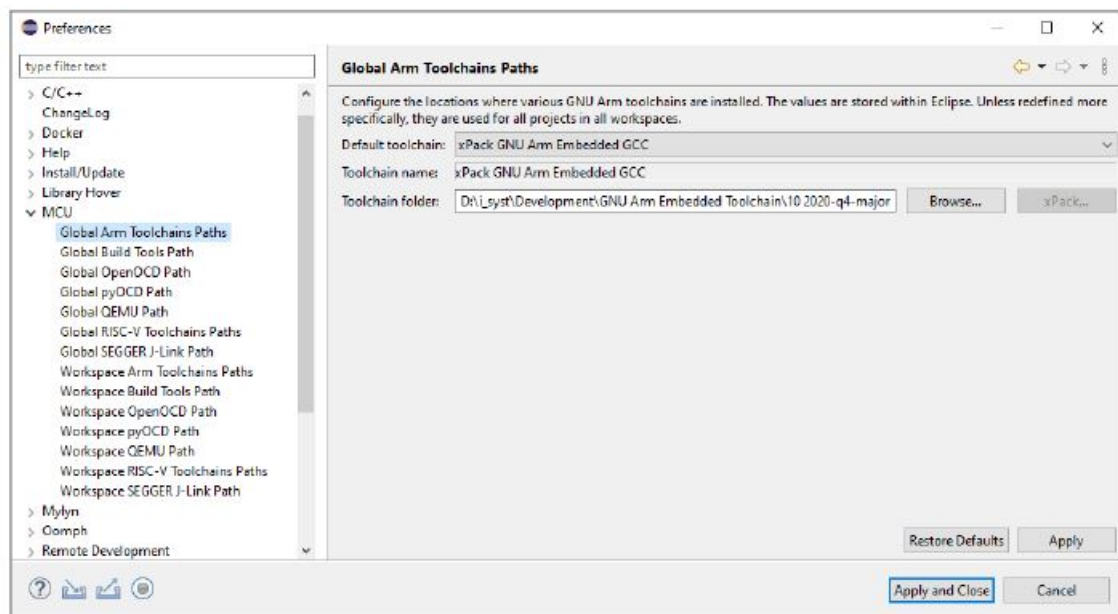 Preferences
type filter text
C/C++
ChangeLog
Docker
Help
Install/Update
Library Hover
MCU
Global Arm Toolchains Paths
Global Build Tools Path
Global OpenOCD Path
Global pyOCD Path
Global QEMU Path
Global RISC-V Toolchains Paths
Global SEGGER J-Link Path
Workspace Arm Toolchains Paths
Workspace Build Tools Path
Workspace OpenOCD Path
Workspace pyOCD Path
Workspace QEMU Path
Workspace RISC-V Toolchains Paths
Workspace SEGGER J-Link Path
Mylyn
Oomph
Remote Development
Global Arm Toolchains Paths
Configure the locations where various GNU Arm toolchains are installed. The values are stored within Eclipse. Unless redefined more
specifically, they are used for all projects in all workspaces.
Default toolchain: xPack GNU Arm Embedded GCC
Toolchain name: xPack GNU Arm Embedded GCC
Toolchain folder: D:\i_syst\Development\GNU Arm Embedded Toolchain\10 2020-q4-major Browse... xPack...
Restore Defaults Apply
Apply and Close Cancel